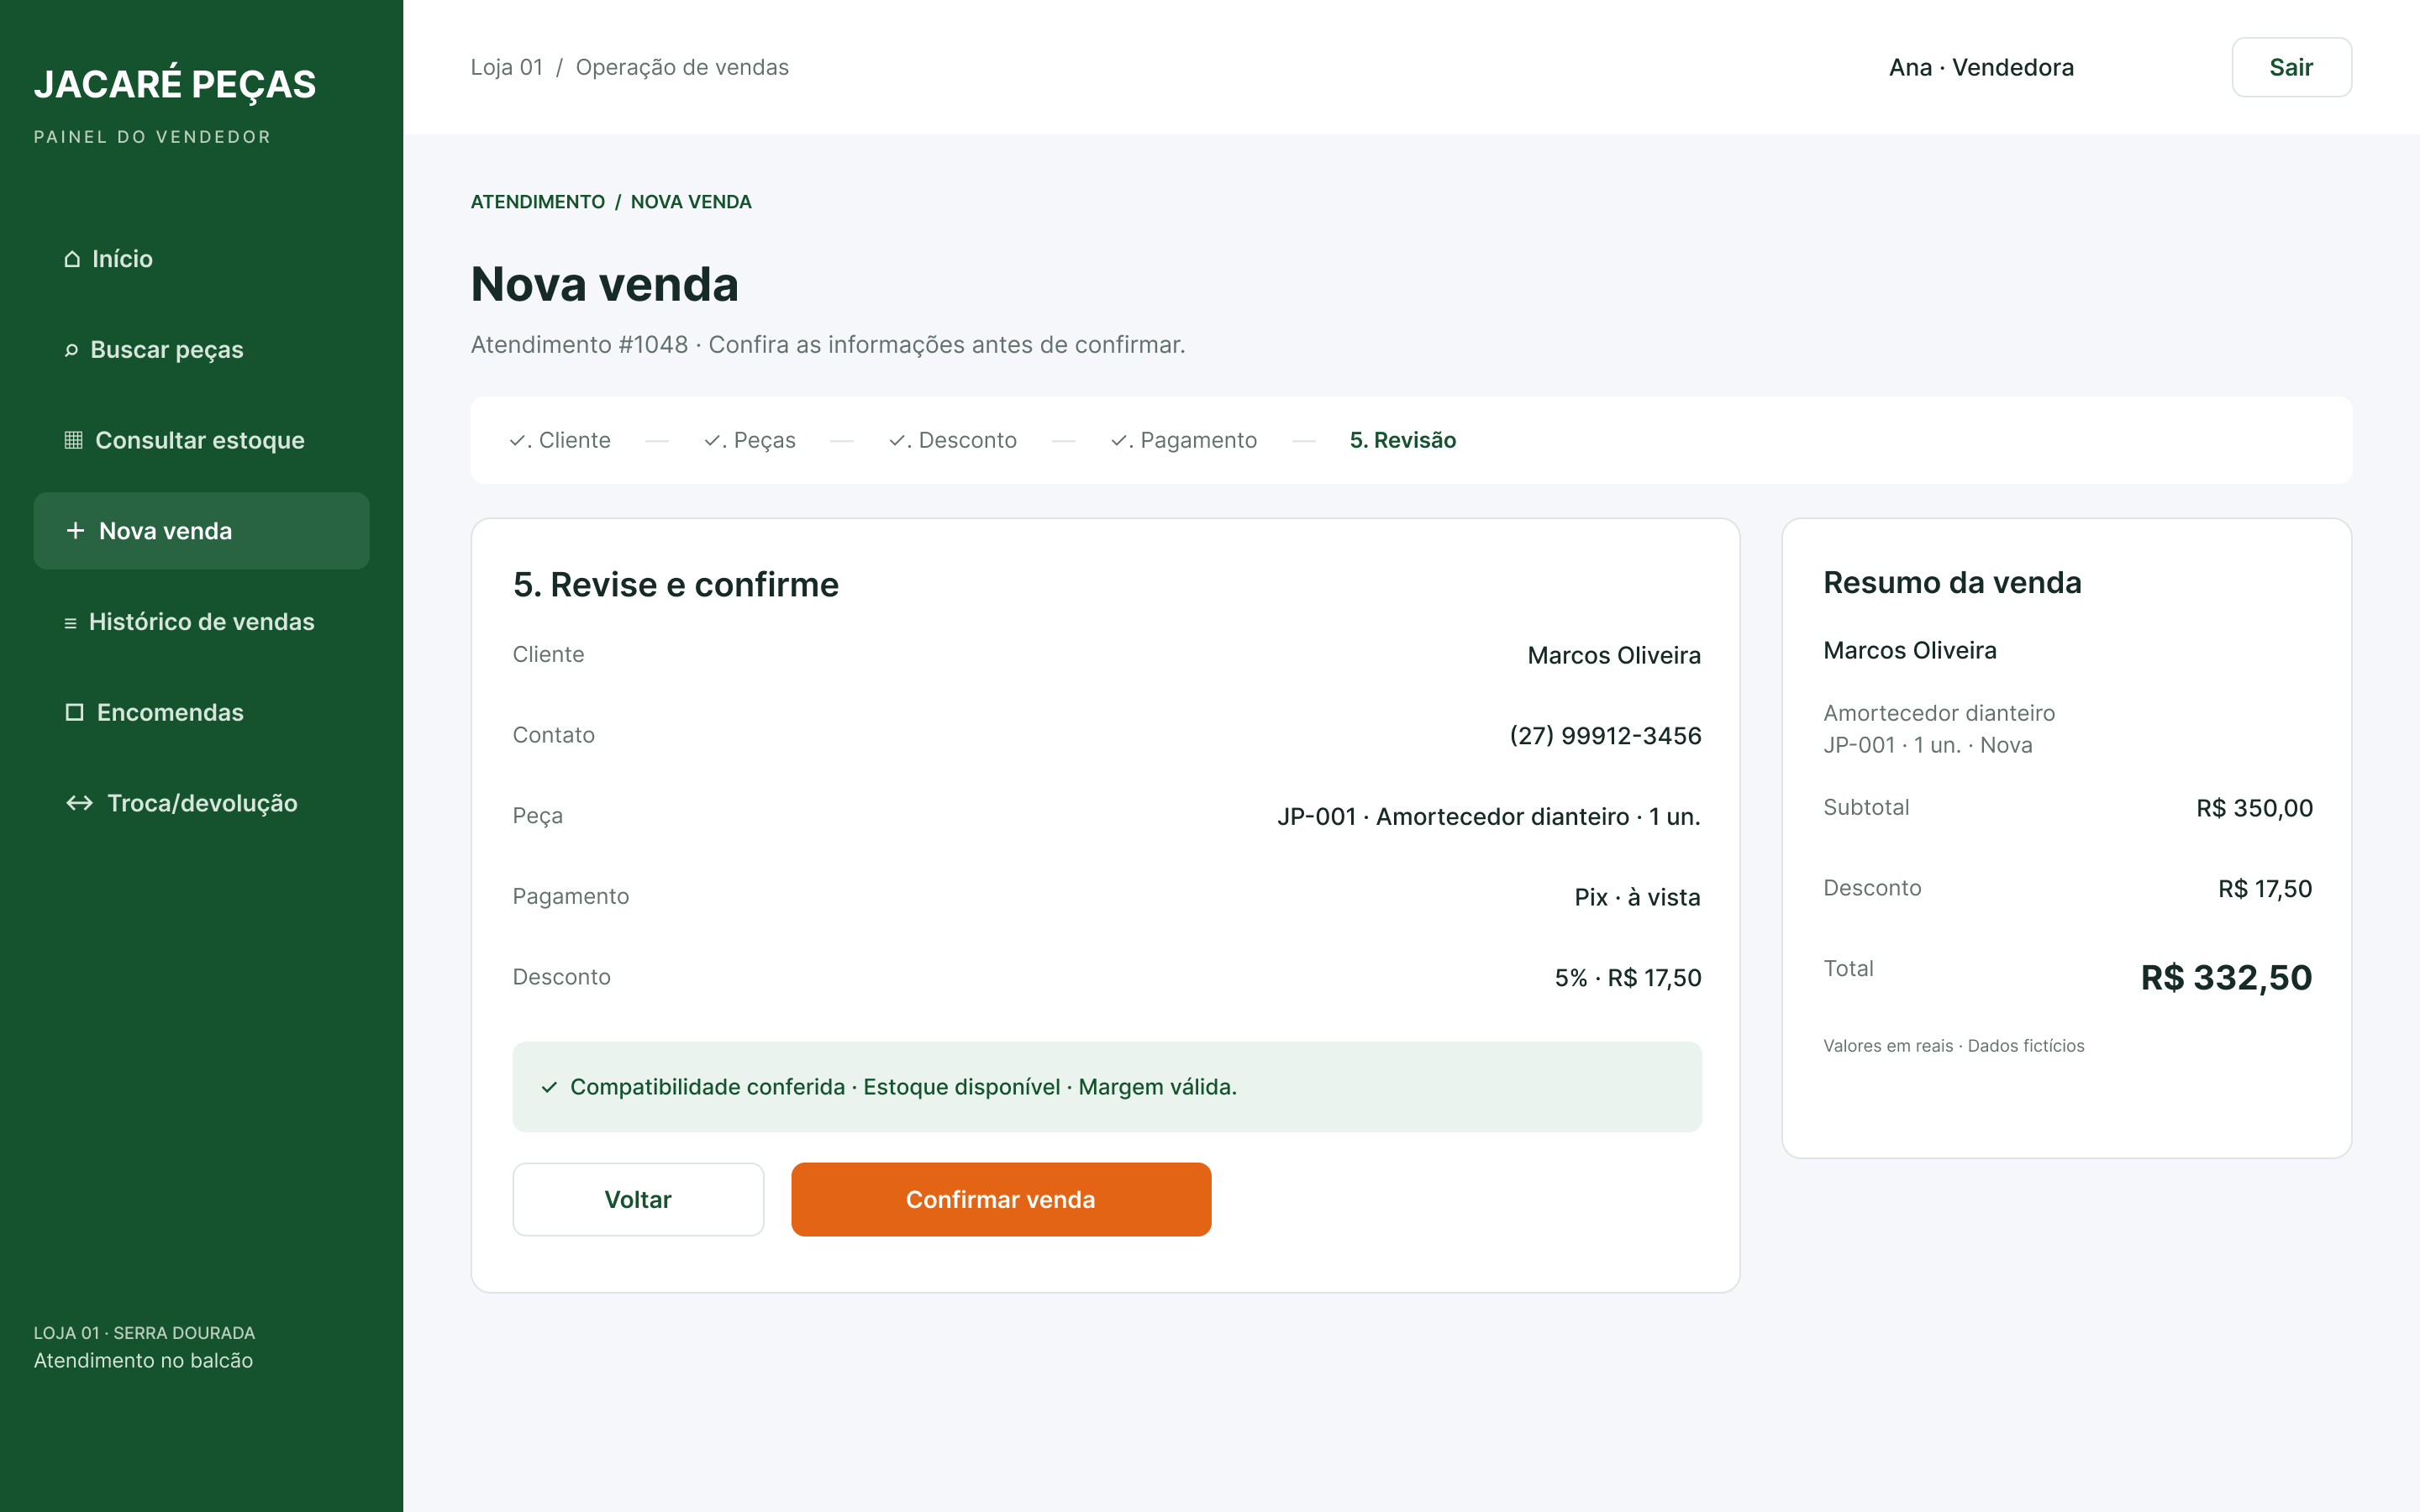 JACARÉ PEÇAS
PAINEL DO VENDEDOR
Início
Buscar peças
Consultar estoque
+ Nova venda
Histórico de vendas
Encomendas
↔ Troca/devolução
LOJA 01 · SERRA DOURADA
Atendimento no balcão
Loja 01 / Operação de vendas
Ana · Vendedora
Sair
ATENDIMENTO / NOVA VENDA
Nova venda
Atendimento #1048 · Confira as informações antes de confirmar.
✓. Cliente — ✓. Peças — ✓. Desconto — ✓. Pagamento — 5. Revisão
5. Revise e confirme
Cliente Marcos Oliveira
Contato (27) 99912-3456
Peça JP-001 · Amortecedor dianteiro · 1 un.
Pagamento Pix · à vista
Desconto 5% · R$ 17,50
✓ Compatibilidade conferida · Estoque disponível · Margem válida.
Voltar
Confirmar venda
Resumo da venda
Marcos Oliveira
Amortecedor dianteiro
JP-001 · 1 un. · Nova
Subtotal R$ 350,00
Desconto R$ 17,50
Total R$ 332,50
Valores em reais · Dados fictícios